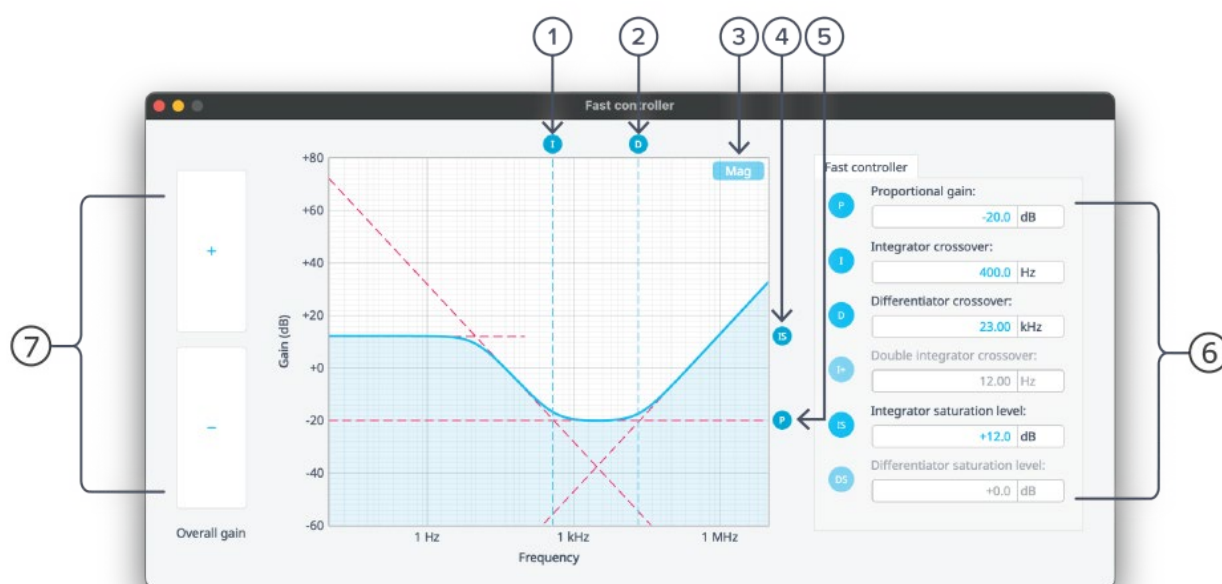 1
2
3
4
5
Fast controller
I
D
+80
+60
+40
+20
+0
-20
-40
-60
Gain (dB)
Mag
1 Hz
1 kHz
1 MHz
Frequency
IS
P
+
−
Overall gain
7
Fast controller
P
Proportional gain:
-20.0 dB
I
Integrator crossover:
400.0 Hz
D
Differentiator crossover:
23.00 kHz
I+
Double integrator crossover:
12.00 Hz
IS
Integrator saturation level:
+12.0 dB
DS
Differentiator saturation level:
+0.0 dB
6